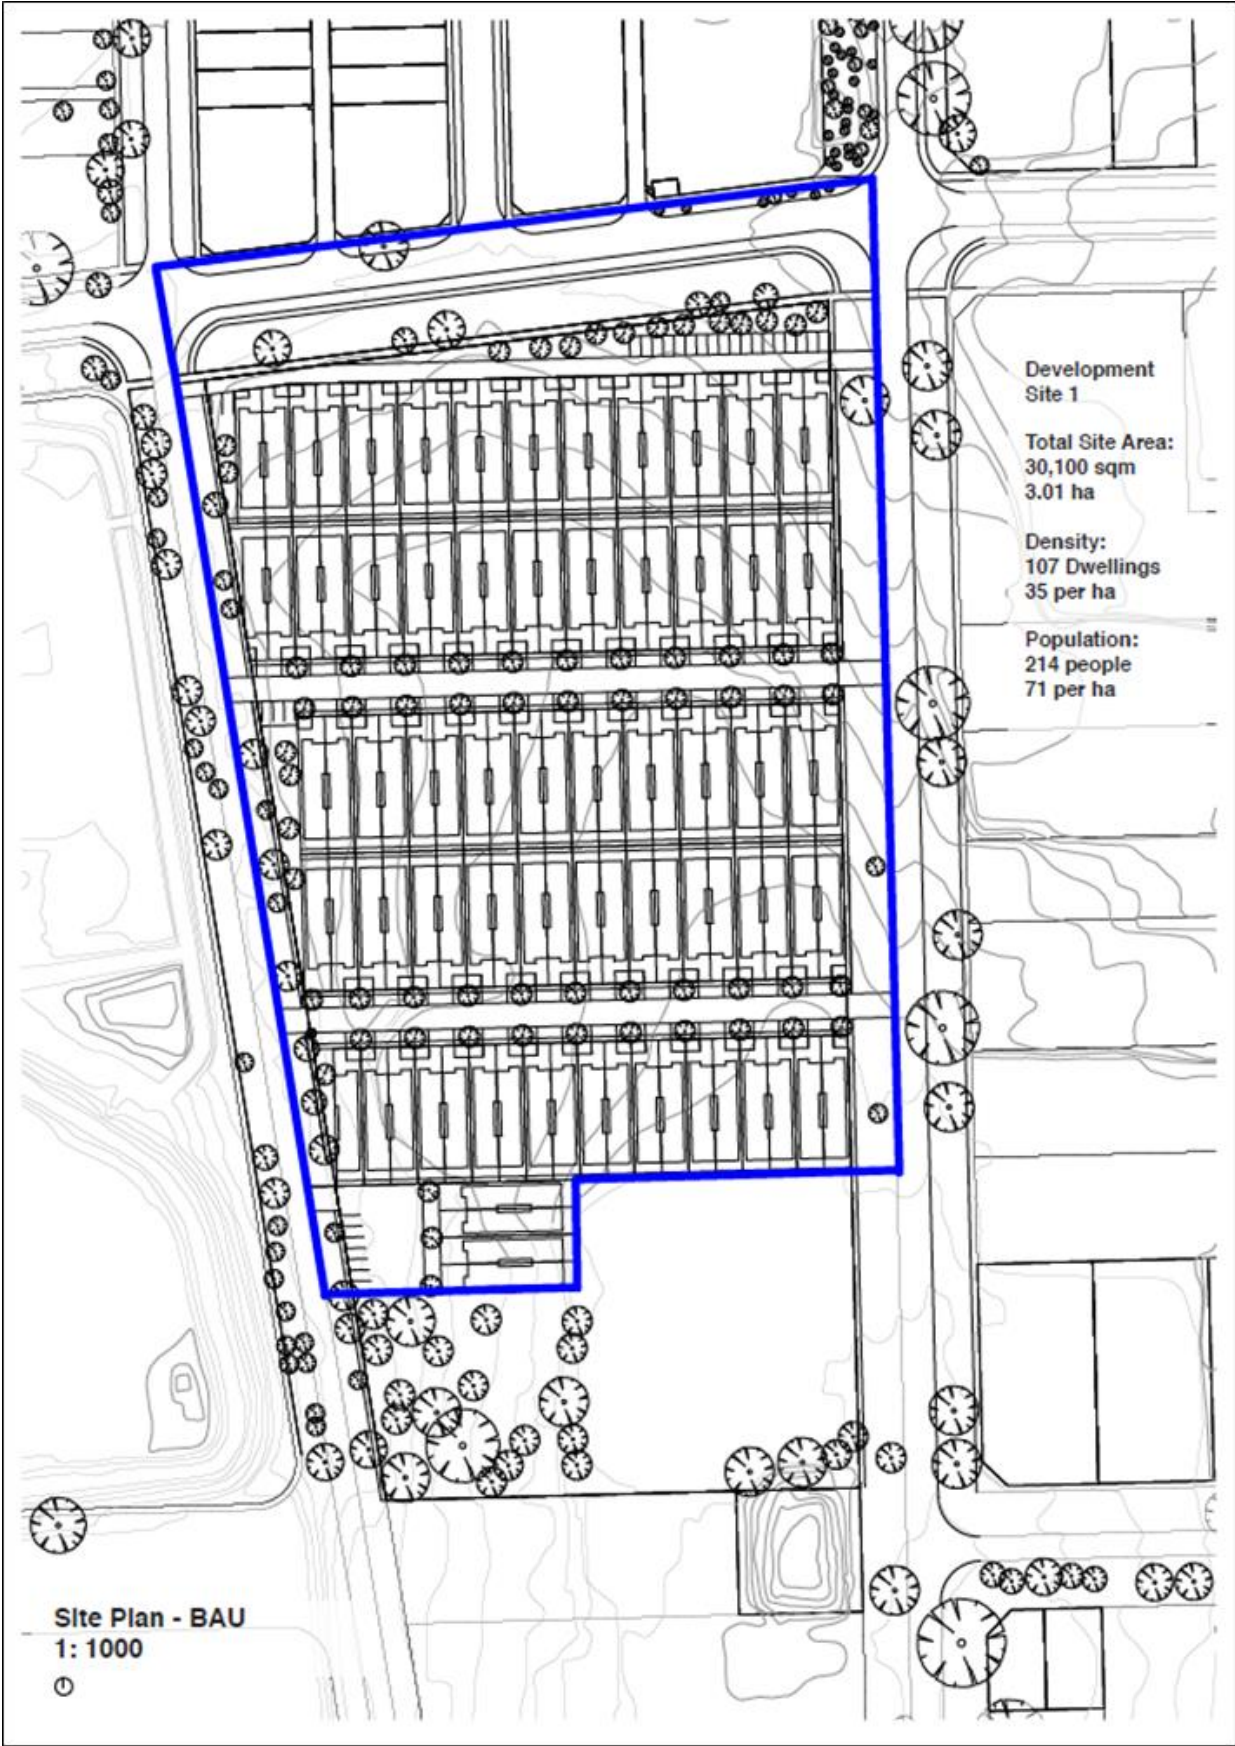 Development
Site 1
Total Site Area:
30,100 sqm
3.01 ha
Density:
107 Dwellings
35 per ha
Population:
214 people
71 per ha
Site Plan - BAU
1: 1000